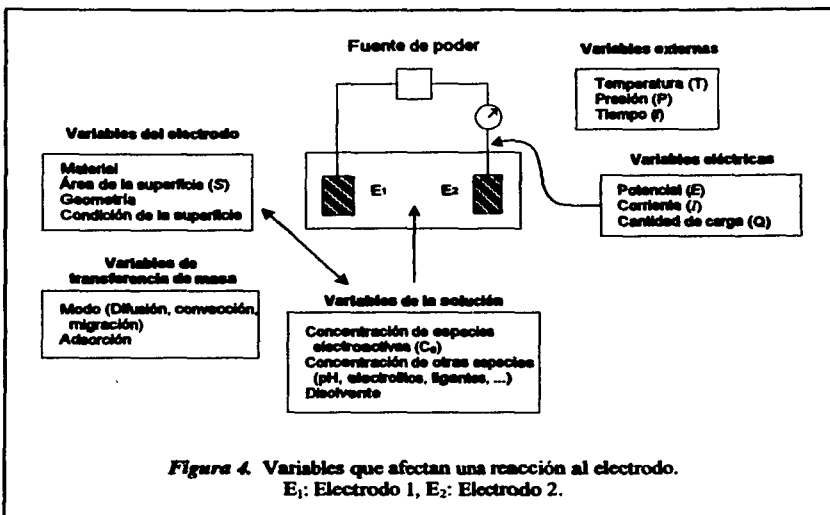 Fuente de poder
Variables externas
Temperatura (T)
Presión (P)
Tiempo (t)
Variables del electrodo
Material
Área de la superficie (S)
Geometría
Condición de la superficie
E₁
E₂
Variables eléctricas
Potencial (E)
Corriente (I)
Cantidad de carga (Q)
Variables de
transferencia de masa
Modo (Difusión, convección,
migración)
Adsorción
Variables de la solución
Concentración de especies
electroactivas (Cₑ)
Concentración de otras especies
(pH, electrolitos, ligantes, ...)
Disolvente
Figura 4. Variables que afectan una reacción al electrodo.
E₁: Electrodo 1, E₂: Electrodo 2.